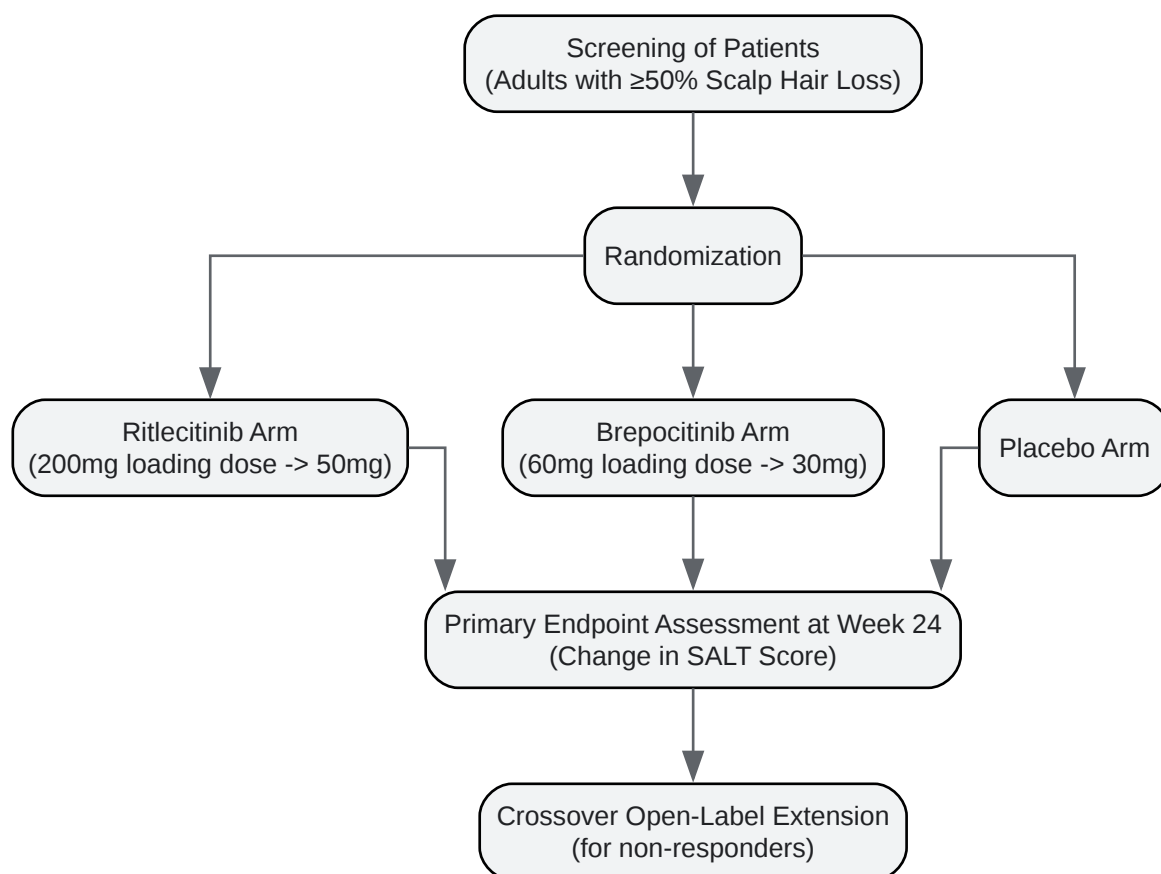 Screening of Patients
(Adults with ≥50% Scalp Hair Loss)
Randomization
Ritlecitinib Arm
(200mg loading dose -> 50mg)
Brepocitinib Arm
(60mg loading dose -> 30mg)
Placebo Arm
Primary Endpoint Assessment at Week 24
(Change in SALT Score)
Crossover Open-Label Extension
(for non-responders)